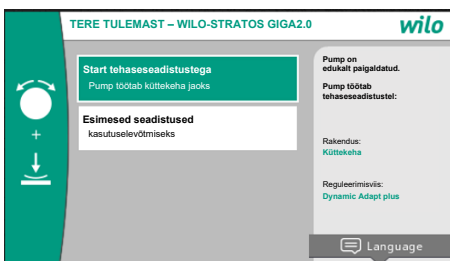 TERE TULEMAST – WILO-STRATOS GIGA2.0
wilo
Start tehaseseadistustega
Pump töötab küttekeha jaoks
Esimesed seadistused
kasutuselevõtmiseks
+
Pump on
edukalt paigaldatud.
Pump töötab
tehaseseadistustel:
Rakendus:
Küttekeha
Reguleerimisviis:
Dynamic Adapt plus
Language